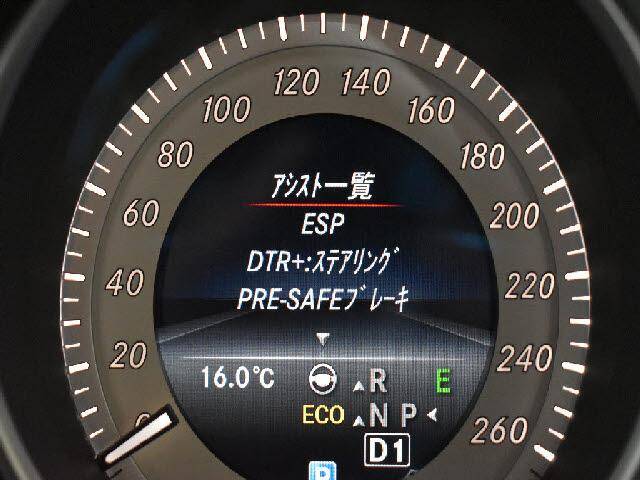 120 140
100 160
80 180
60 200
40 220
20 240
260
ｱｼｽﾄ一覧
ESP
DTR+:ｽﾃｱﾘﾝｸﾞ
PRE-SAFEﾌﾞﾚｰｷ
16.0℃ R E
ECO N P
D1
P